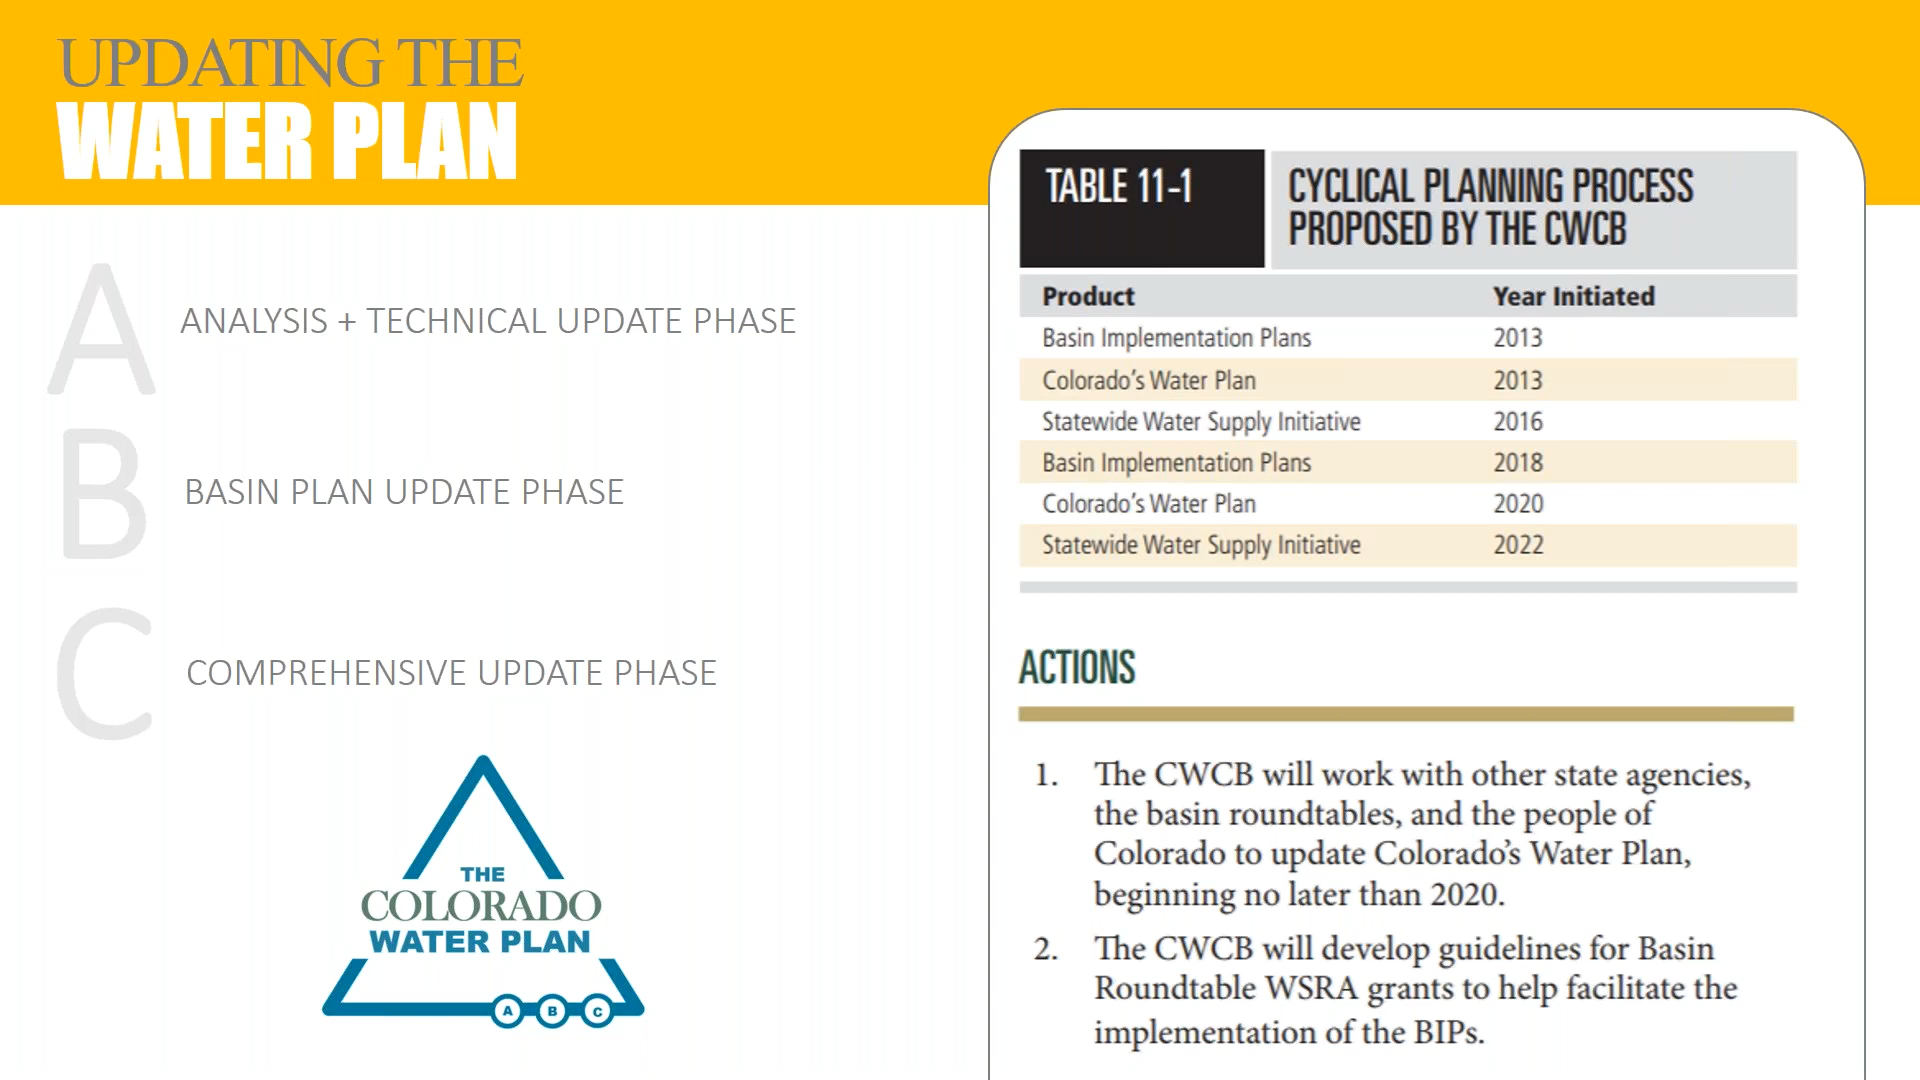 UPDATING THE
WATER PLAN
A
ANALYSIS + TECHNICAL UPDATE PHASE
B
BASIN PLAN UPDATE PHASE
C
COMPREHENSIVE UPDATE PHASE
THE
COLORADO
WATER PLAN
A B C
TABLE 11-1
CYCLICAL PLANNING PROCESS
PROPOSED BY THE CWCB
Product Year Initiated
Basin Implementation Plans 2013
Colorado's Water Plan 2013
Statewide Water Supply Initiative 2016
Basin Implementation Plans 2018
Colorado's Water Plan 2020
Statewide Water Supply Initiative 2022
ACTIONS
1. The CWCB will work with other state agencies,
the basin roundtables, and the people of
Colorado to update Colorado's Water Plan,
beginning no later than 2020.
2. The CWCB will develop guidelines for Basin
Roundtable WSRA grants to help facilitate the
implementation of the BIPs.